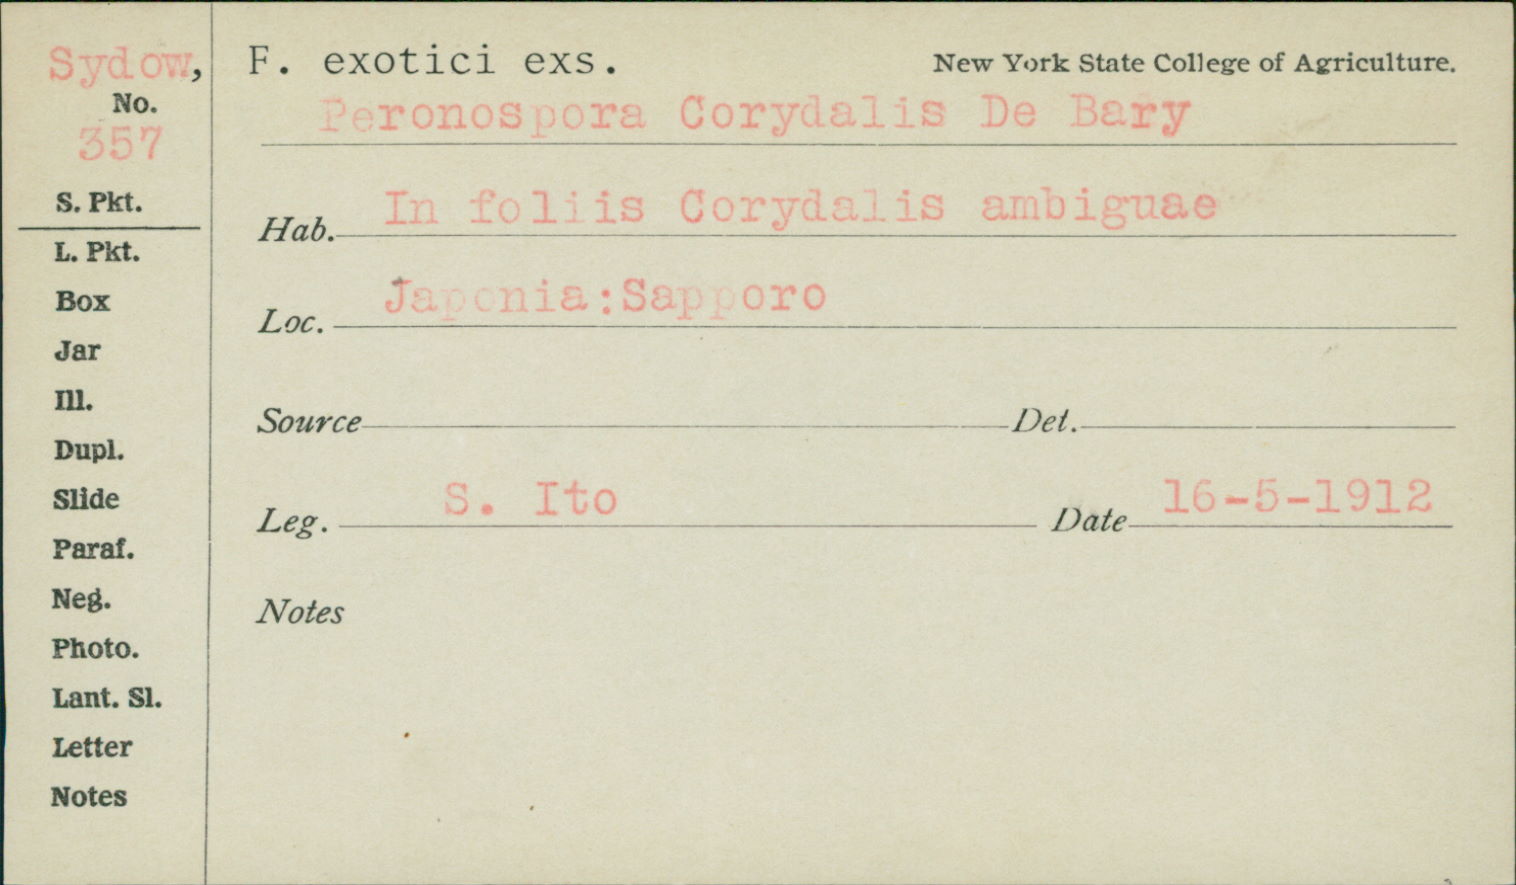 Sydow, F. exotici exs. New York State College of Agriculture.
No.
357
Peronospora Corydalis De Bary
S. Pkt.
Hab. In foliis Corydalis ambiguae
L. Pkt.
Box
Loc. Japonia:Sapporo
Jar
Ill.
Source Det.
Dupl.
Slide
Leg. S. Ito Date 16-5-1912
Paraf.
Neg.
Notes
Photo.
Lant. Sl.
Letter
Notes